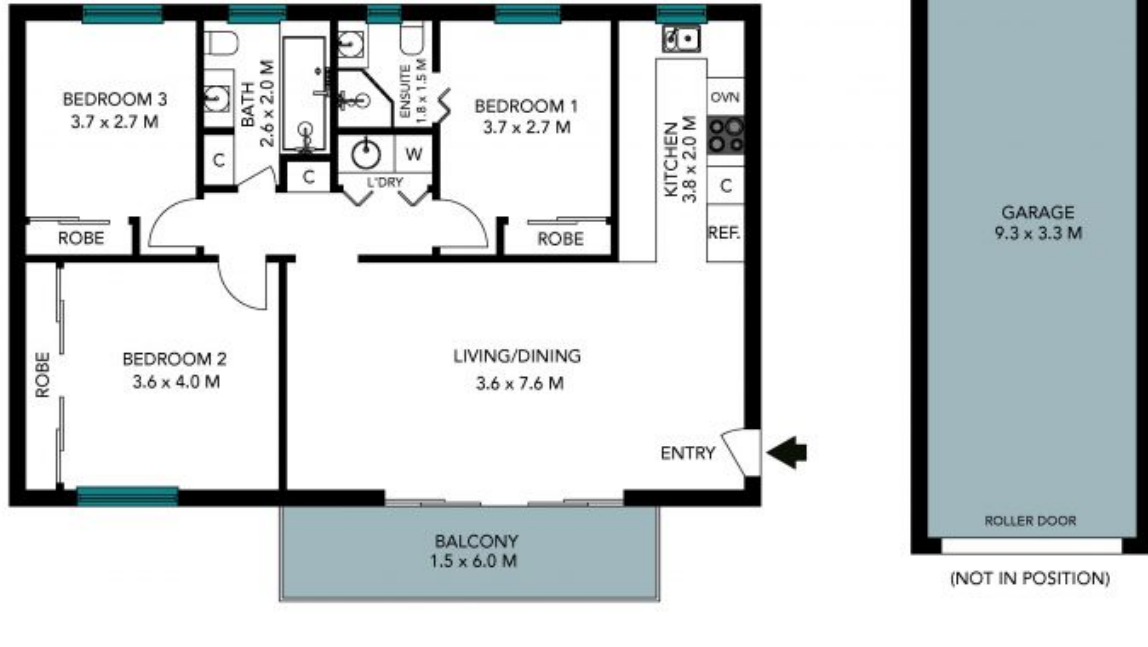 BEDROOM 3
3.7 x 2.7 M
BATH
2.6 x 2.0 M
ENSUITE
1.8 x 1.5 M
BEDROOM 1
3.7 x 2.7 M
KITCHEN
3.8 x 2.0 M
OVN
C
REF.
C
C
W
L'DRY
ROBE
ROBE
ROBE
BEDROOM 2
3.6 x 4.0 M
LIVING/DINING
3.6 x 7.6 M
ENTRY
BALCONY
1.5 x 6.0 M
GARAGE
9.3 x 3.3 M
ROLLER DOOR
(NOT IN POSITION)